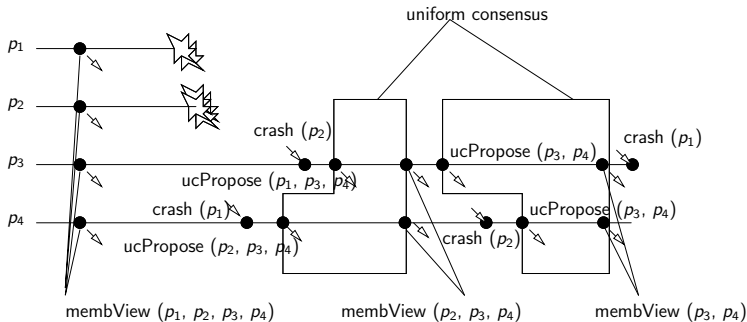 uniform consensus
p1
p2
crash (p2)
crash (p1)
p3
ucPropose (p3, p4)
ucPropose (p1, p3, p4)
crash (p1)
ucPropose (p3, p4)
p4
crash (p2)
ucPropose (p2, p3, p4)
membView (p1, p2, p3, p4)
membView (p2, p3, p4)
membView (p3, p4)